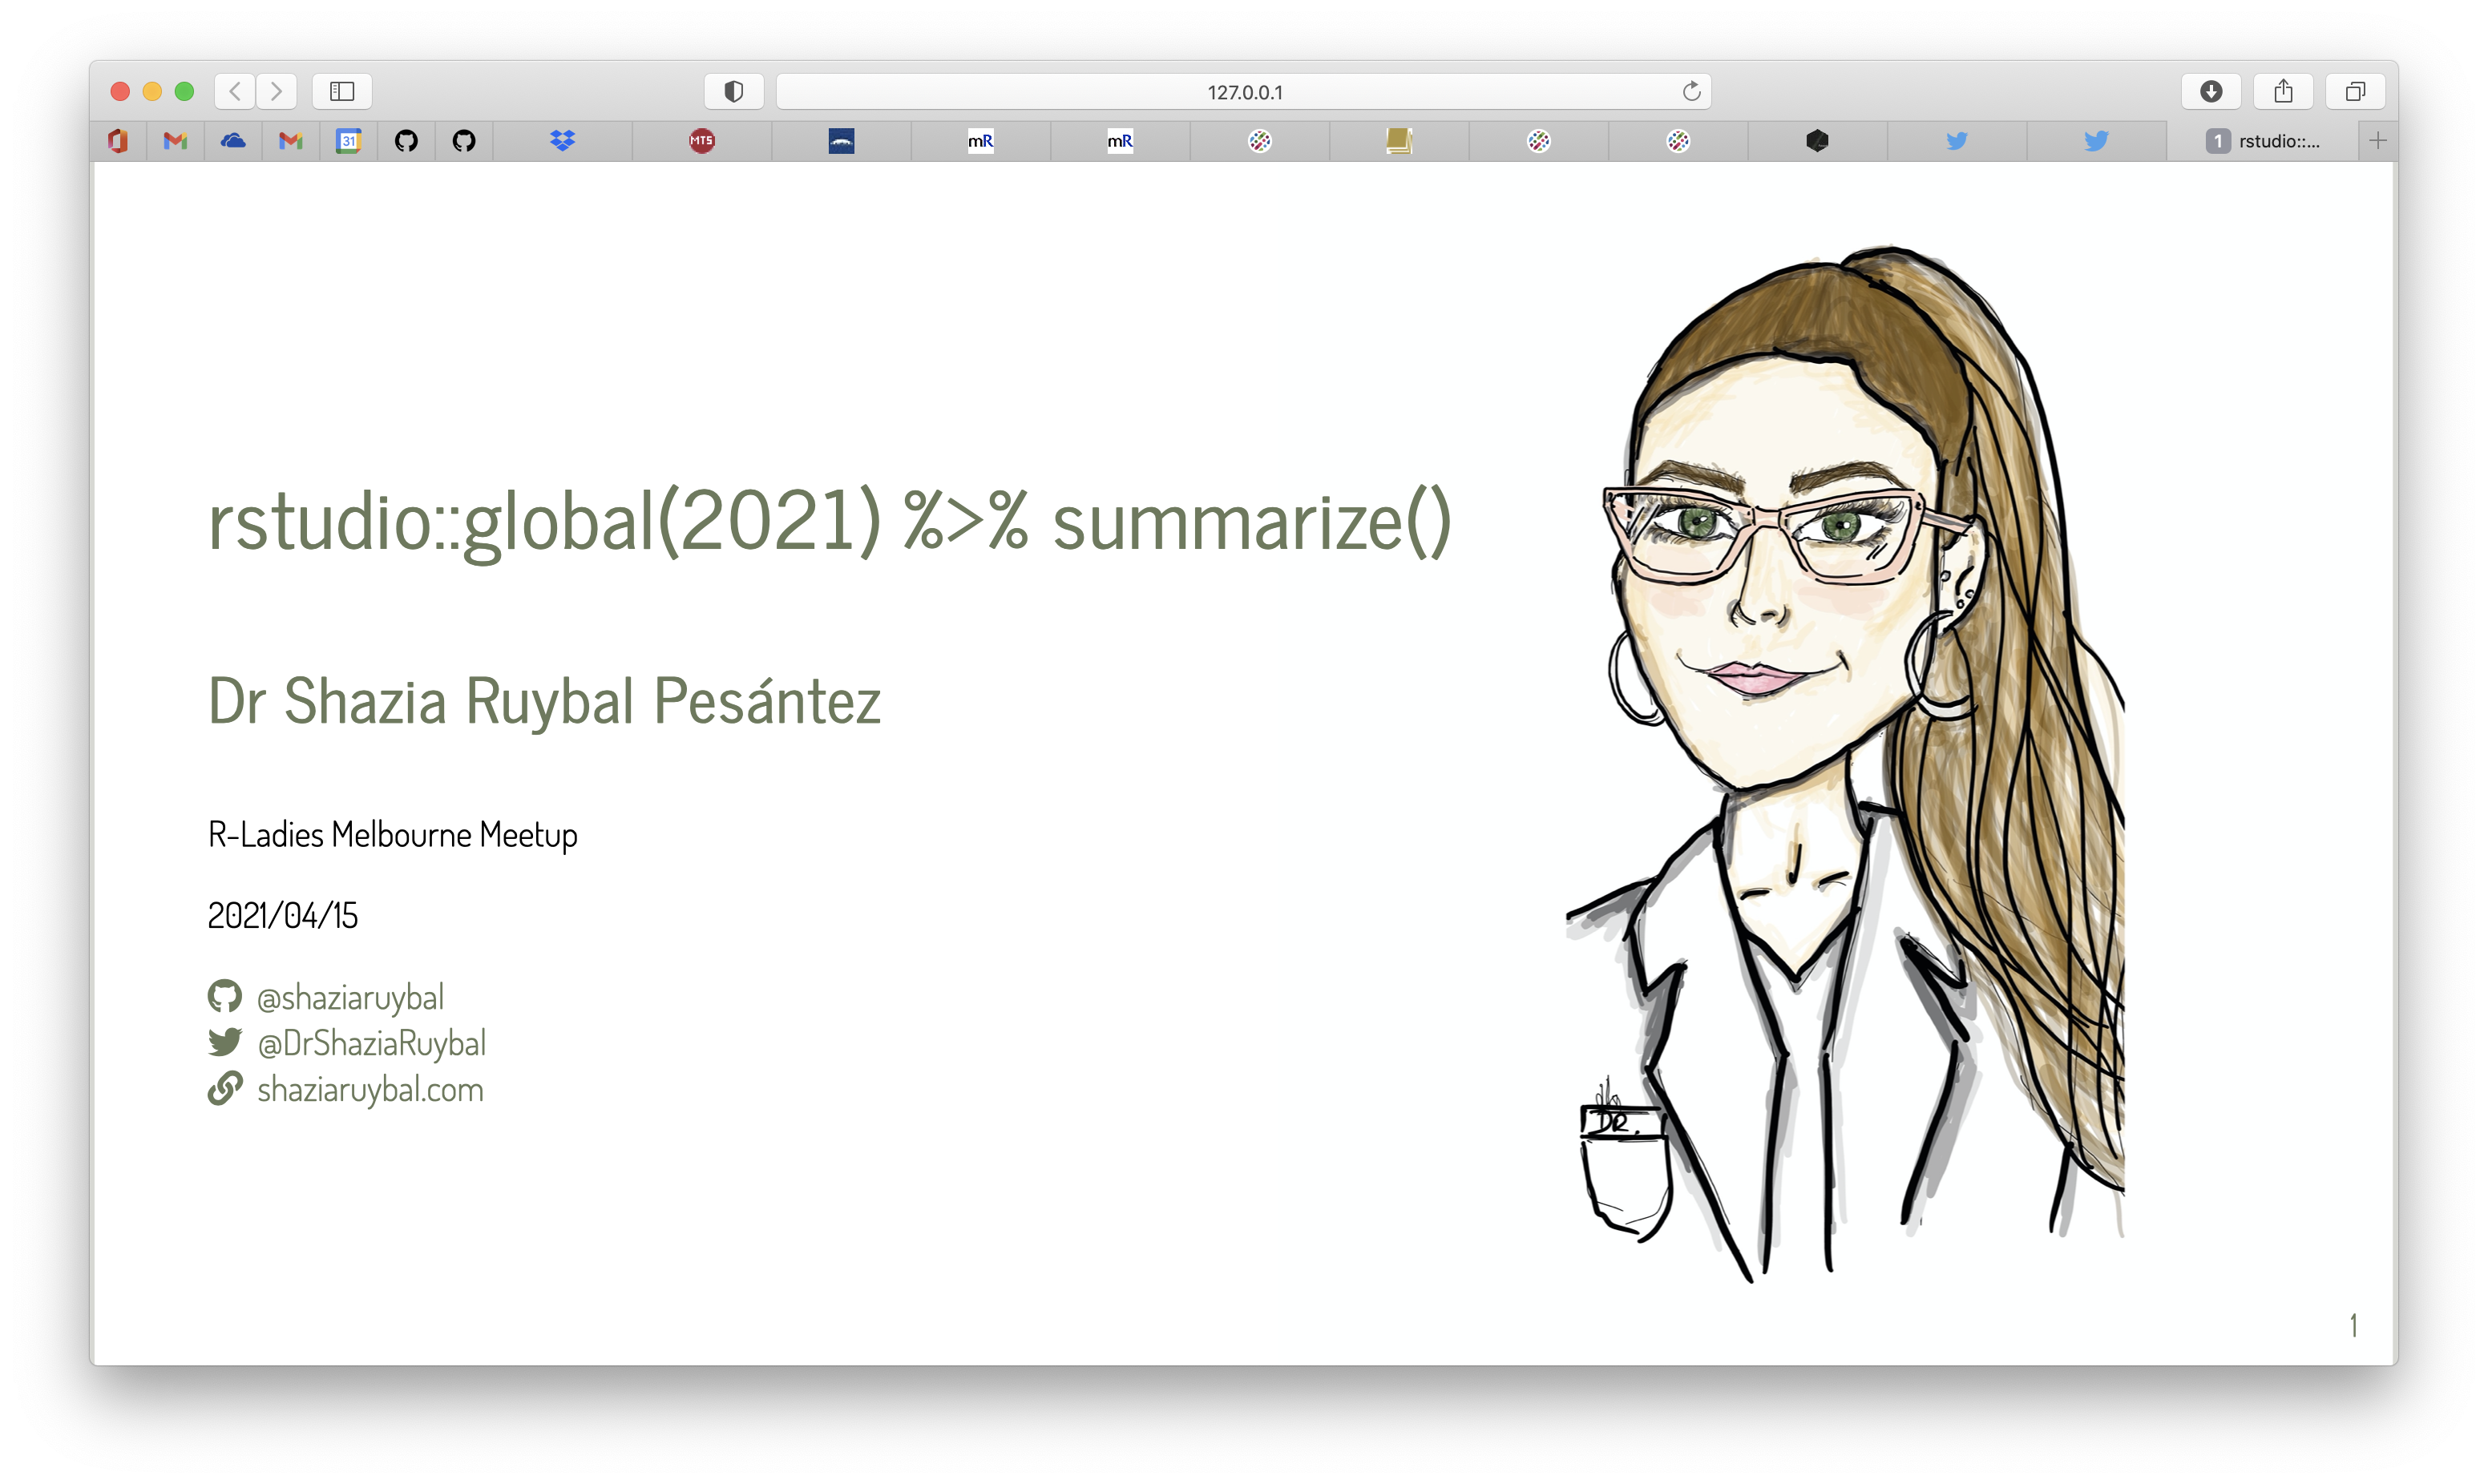 127.0.0.1
31
MTS
mR
mR
1 rstudio::...
rstudio::global(2021) %>% summarize()
Dr Shazia Ruybal Pesántez
R-Ladies Melbourne Meetup
2021/04/15
@shaziaruybal
@DrShaziaRuybal
shaziaruybal.com
DR.
1